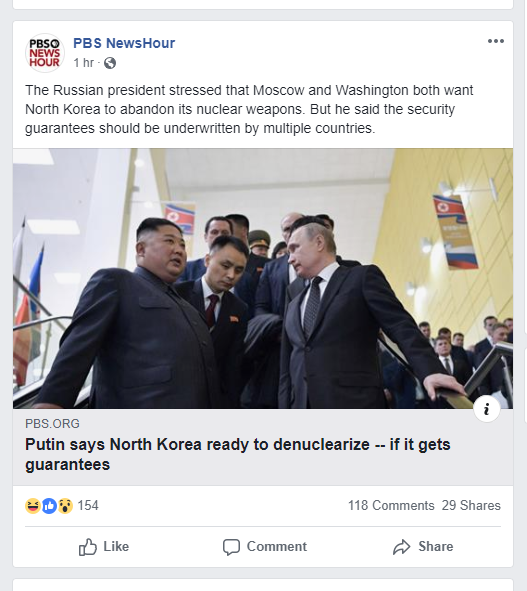 PBS
NEWS
HOUR
PBS NewsHour
1 hr ·
The Russian president stressed that Moscow and Washington both want
North Korea to abandon its nuclear weapons. But he said the security
guarantees should be underwritten by multiple countries.
i
PBS.ORG
Putin says North Korea ready to denuclearize -- if it gets
guarantees
154
118 Comments 29 Shares
Like
Comment
Share